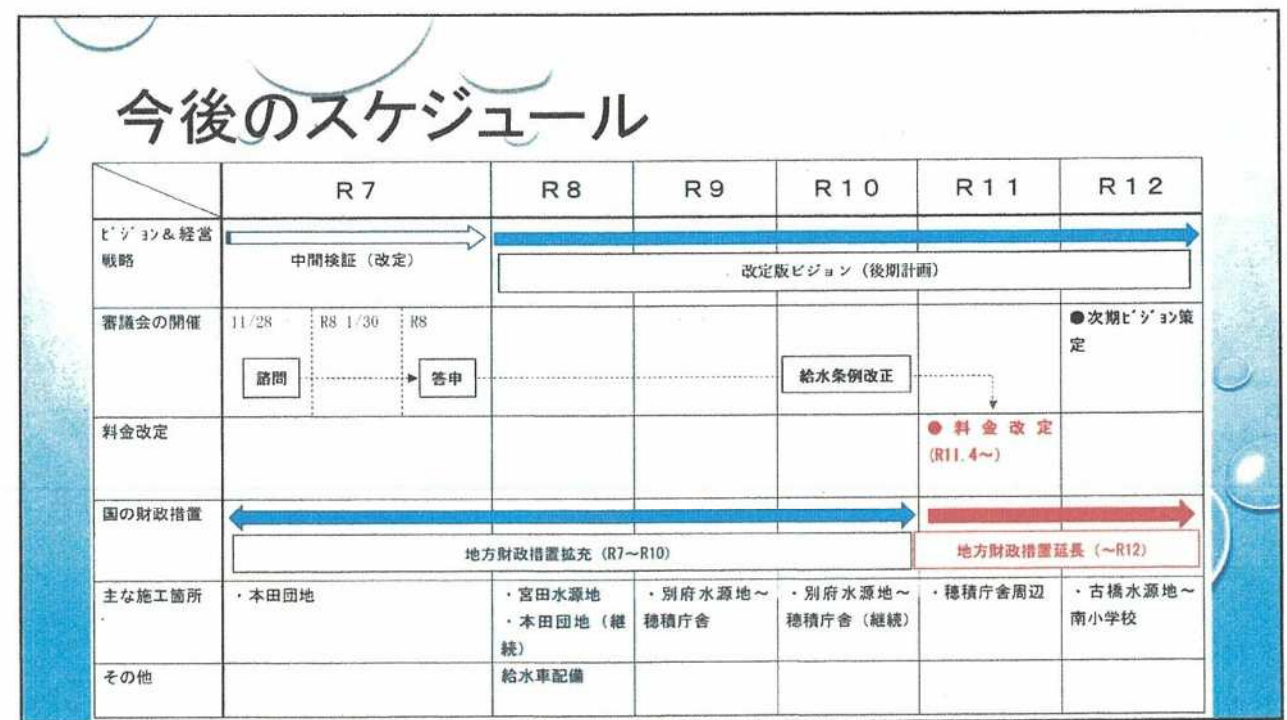 今後のスケジュール
R7 R8 R9 R10 R11 R12
ビジョン&経営
戦略
中間検証（改定）
改定版ビジョン（後期計画）
審議会の開催
11/28 R8 1/30 R8
諮問
答申
給水条例改正
●次期ビジョン策
定
料金改定
●料金改定
(R11.4～)
国の財政措置
地方財政措置拡充（R7～R10）
地方財政措置延長（～R12）
主な施工箇所
・本田団地
・宮田水源地
・本田団地（継
続）
・別府水源地～
穂積庁舎
・別府水源地～
穂積庁舎（継続）
・穂積庁舎周辺
・古橋水源地～
南小学校
その他
給水車配備